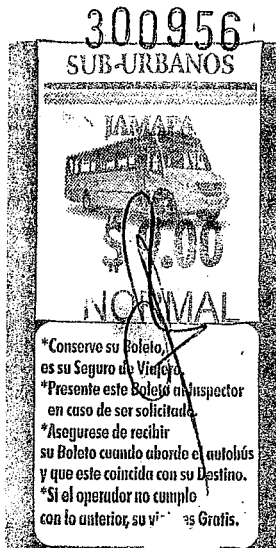 300956
SUB-URBANOS
JAMAPA
NORMAL
*Conserve su Boleto,
es su Seguro de Viajero.
*Presente este Boleto al Inspector
en caso de ser solicitado.
*Asegurese de recibir
su Boleto cuando aborde el autobús
y que este coincida con su Destino.
*Si el operador no cumple
con lo anterior, su es Gratis.